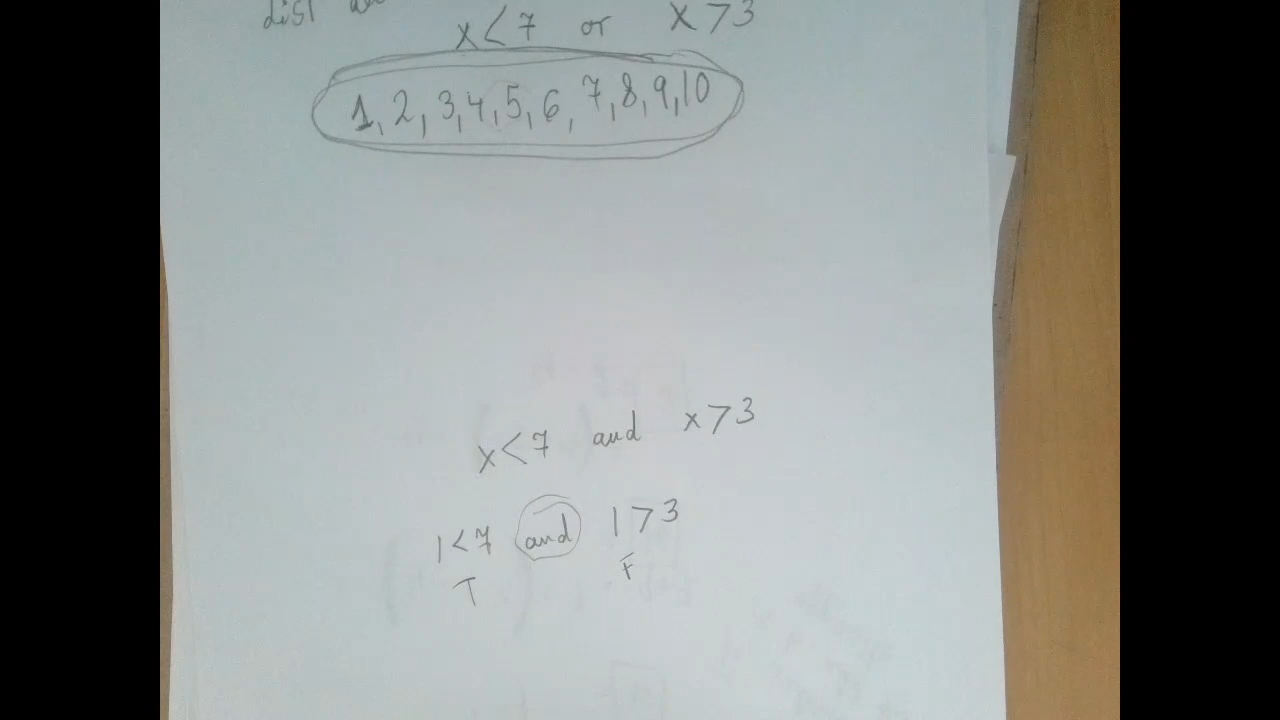 List
x < 7 or x > 3
1, 2, 3, 4, 5, 6, 7, 8, 9, 10
x < 7 and x > 3
1 < 7 and 1 > 3
T F